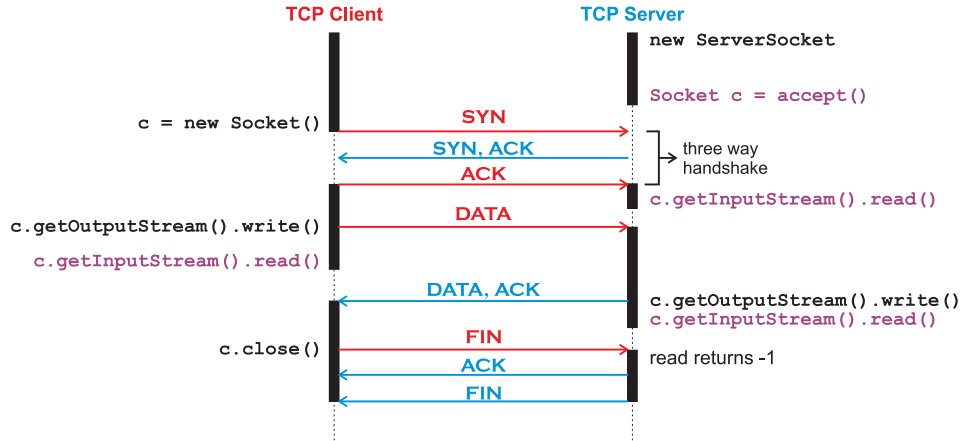 TCP Client
TCP Server
new ServerSocket
Socket c = accept()
c = new Socket()
SYN
SYN, ACK
three way
handshake
ACK
c.getInputStream().read()
c.getOutputStream().write()
DATA
c.getInputStream().read()
DATA, ACK
c.getOutputStream().write()
c.getInputStream().read()
c.close()
FIN
read returns -1
ACK
FIN